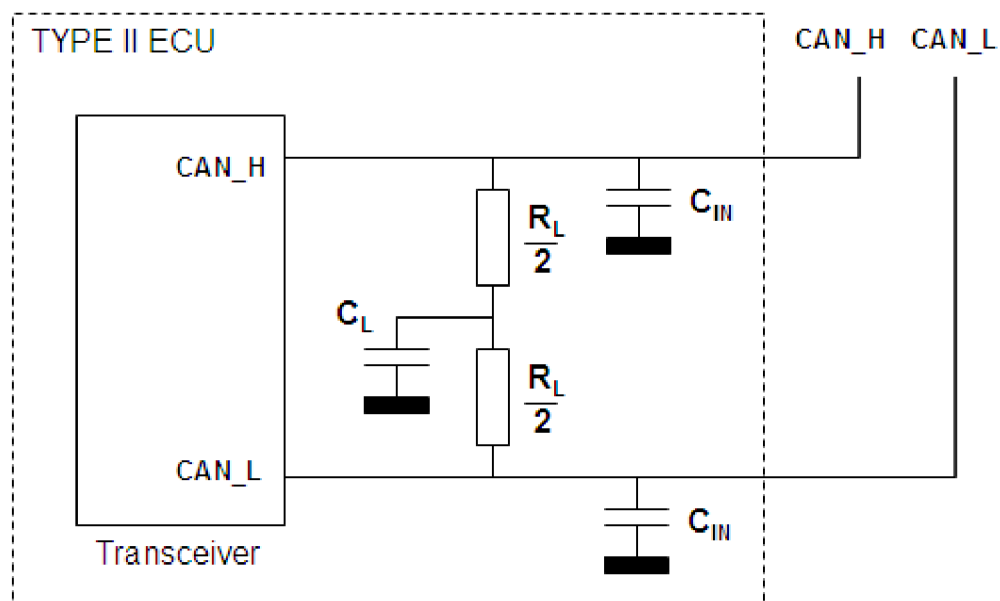 TYPE II ECU
CAN_H CAN_L
CAN_H
C_IN
R_L
2
C_L
R_L
2
CAN_L
C_IN
Transceiver